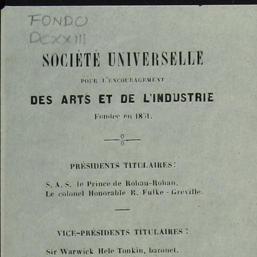 FONDO
DCXXIII
SOCIÉTÉ UNIVERSELLE
POUR L'ENCOURAGEMENT
DES ARTS ET DE L'INDUSTRIE
Fondée en 1851.
PRÉSIDENTS TITULAIRES:
S. A. S. le Prince de Rohan-Rohan.
Le colonel Honorable R. Fulke-Greville.
VICE-PRÉSIDENTS TITULAIRES:
Sir Warwick Hele Tonkin, baronet.